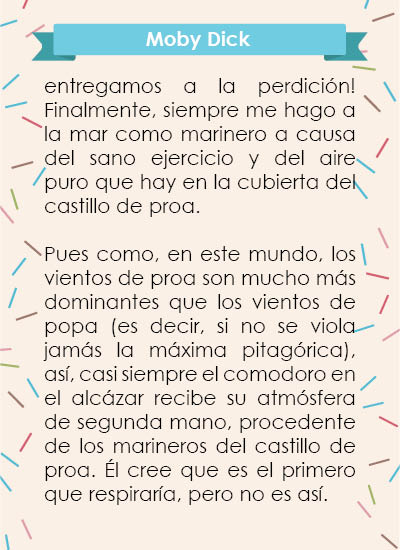 Moby Dick
entregamos a la perdición!
Finalmente, siempre me hago a
la mar como marinero a causa
del sano ejercicio y del aire
puro que hay en la cubierta del
castillo de proa.
Pues como, en este mundo, los
vientos de proa son mucho más
dominantes que los vientos de
popa (es decir, si no se viola
jamás la máxima pitagórica),
así, casi siempre el comodoro en
el alcázar recibe su atmósfera
de segunda mano, procedente
de los marineros del castillo de
proa. Él cree que es el primero
que respiraría, pero no es así.